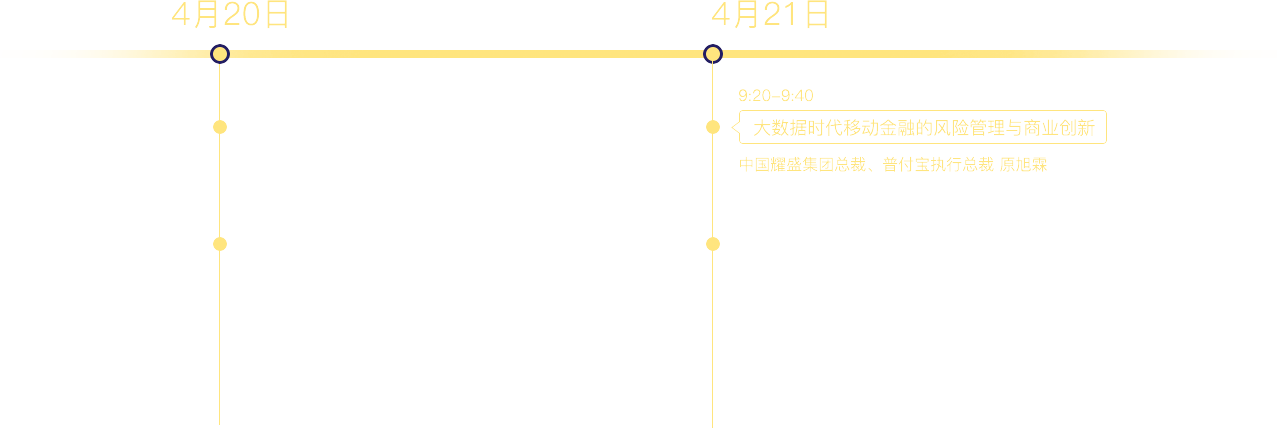 4月20日
4月21日
9:20-9:40
大数据时代移动金融的风险管理与商业创新
中国耀盛集团总裁、普付宝执行总裁 原旭霖